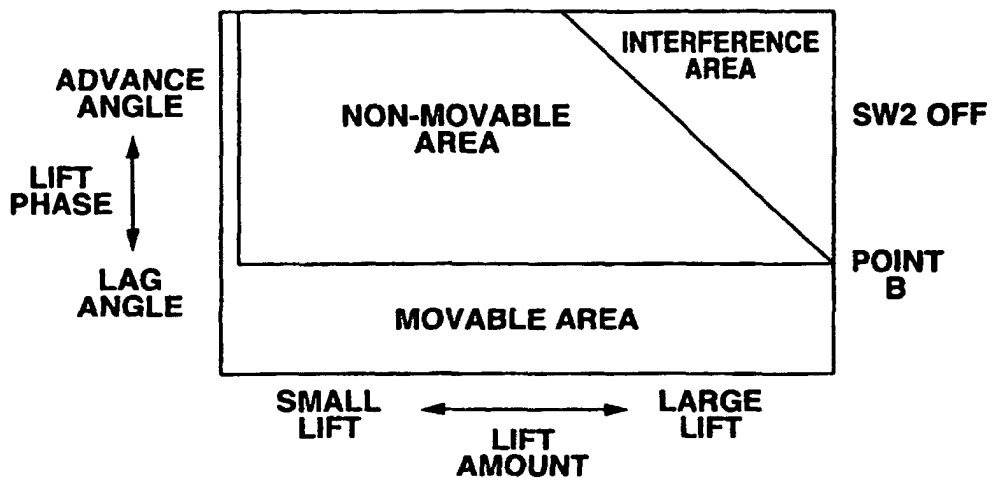 INTERFERENCE
AREA
ADVANCE
ANGLE
NON-MOVABLE
AREA
SW2 OFF
LIFT
PHASE
LAG
ANGLE
POINT
B
MOVABLE AREA
SMALL
LIFT
LARGE
LIFT
LIFT
AMOUNT